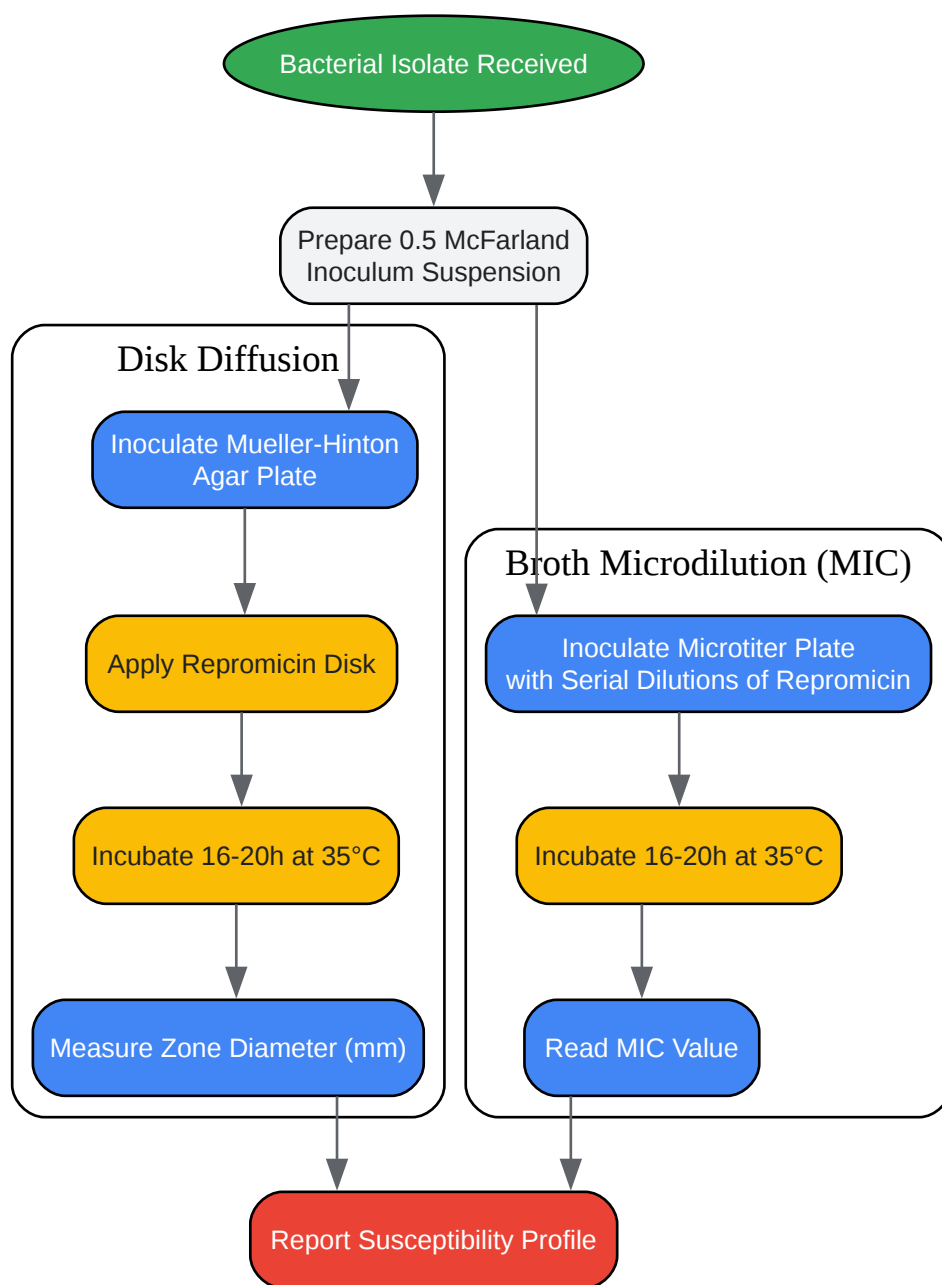 Bacterial Isolate Received
Prepare 0.5 McFarland
Inoculum Suspension
Disk Diffusion
Inoculate Mueller-Hinton
Agar Plate
Apply Repromicin Disk
Incubate 16-20h at 35°C
Measure Zone Diameter (mm)
Broth Microdilution (MIC)
Inoculate Microtiter Plate
with Serial Dilutions of Repromicin
Incubate 16-20h at 35°C
Read MIC Value
Report Susceptibility Profile